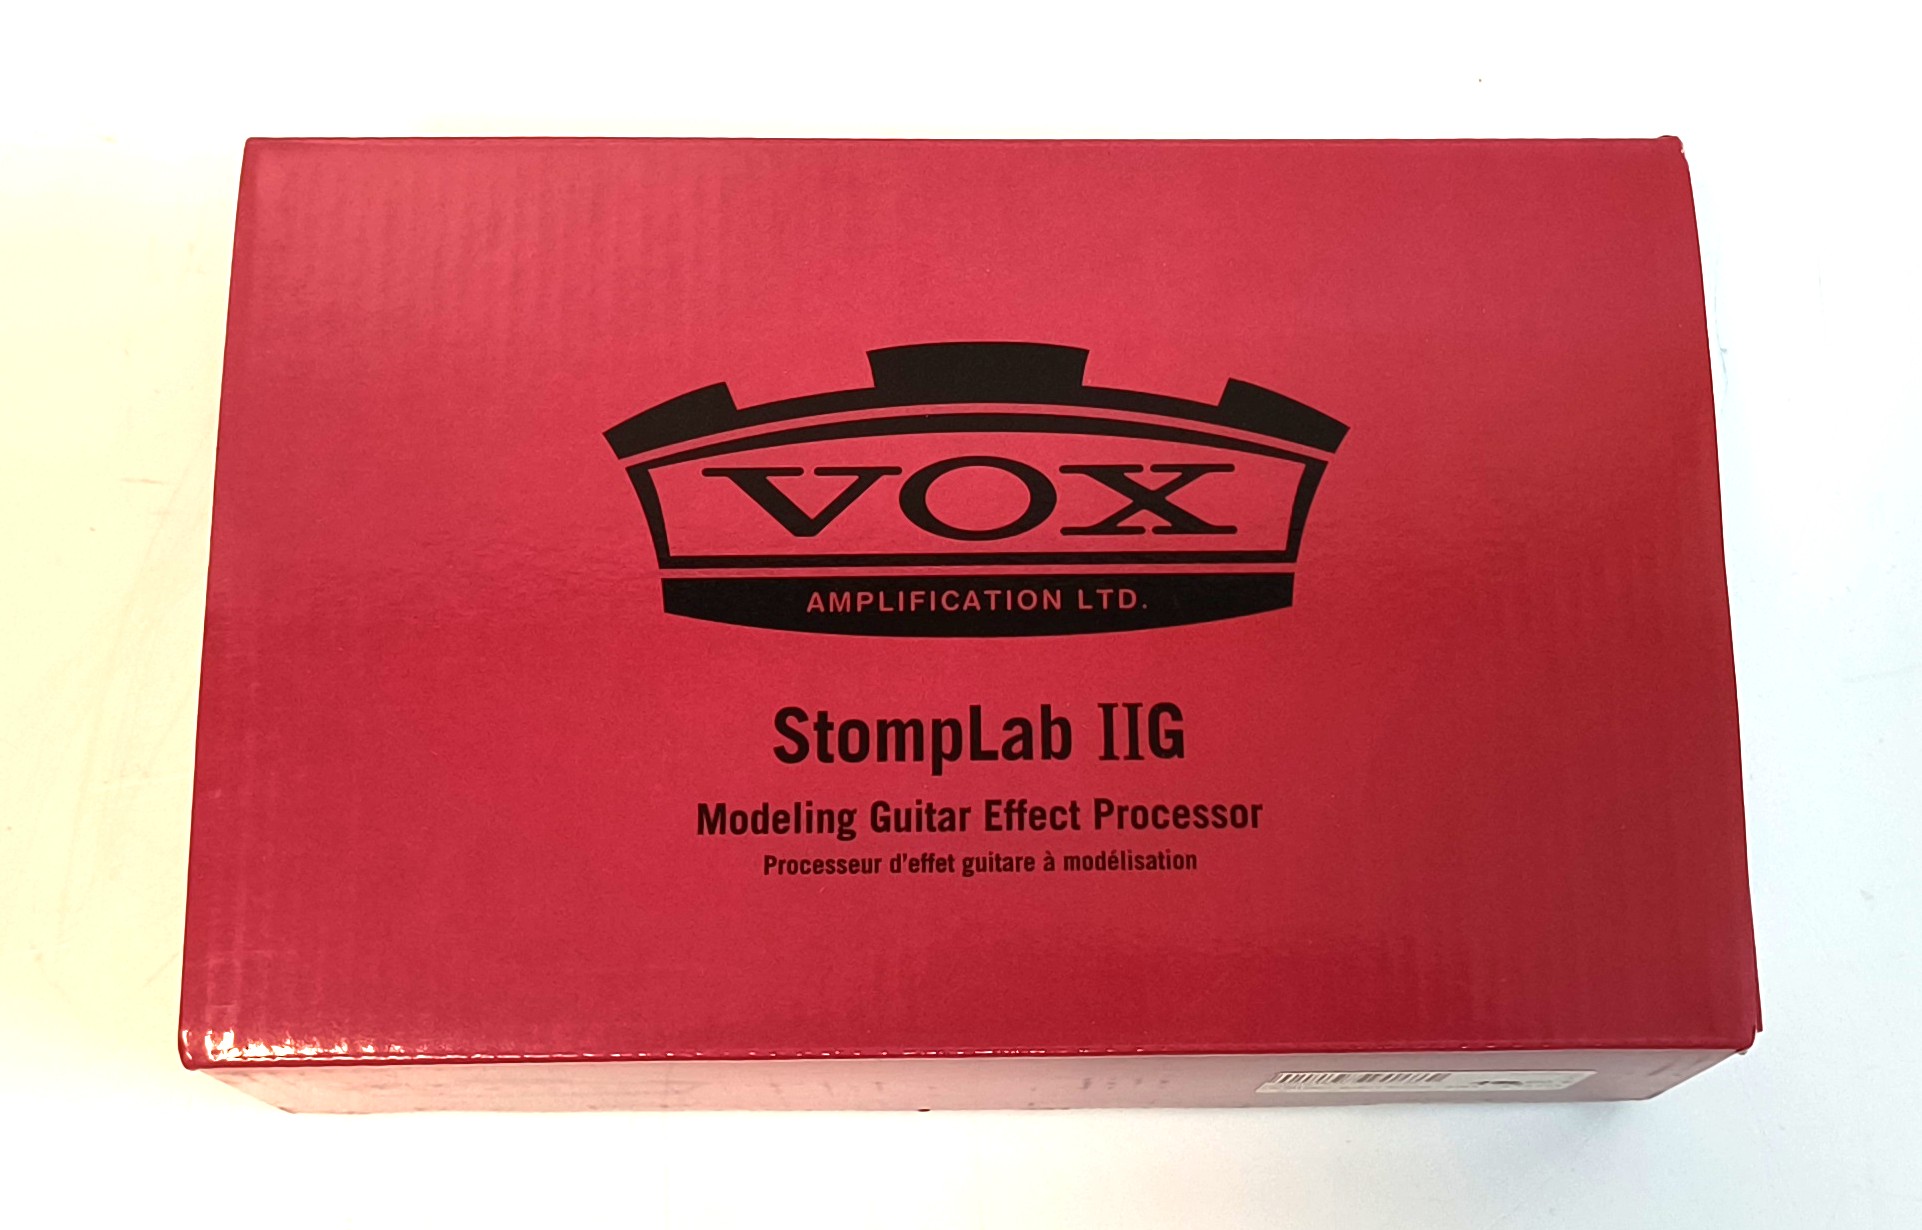 VOX
AMPLIFICATION LTD.
StompLab IIG
Modeling Guitar Effect Processor
Processeur d'effet guitare à modélisation